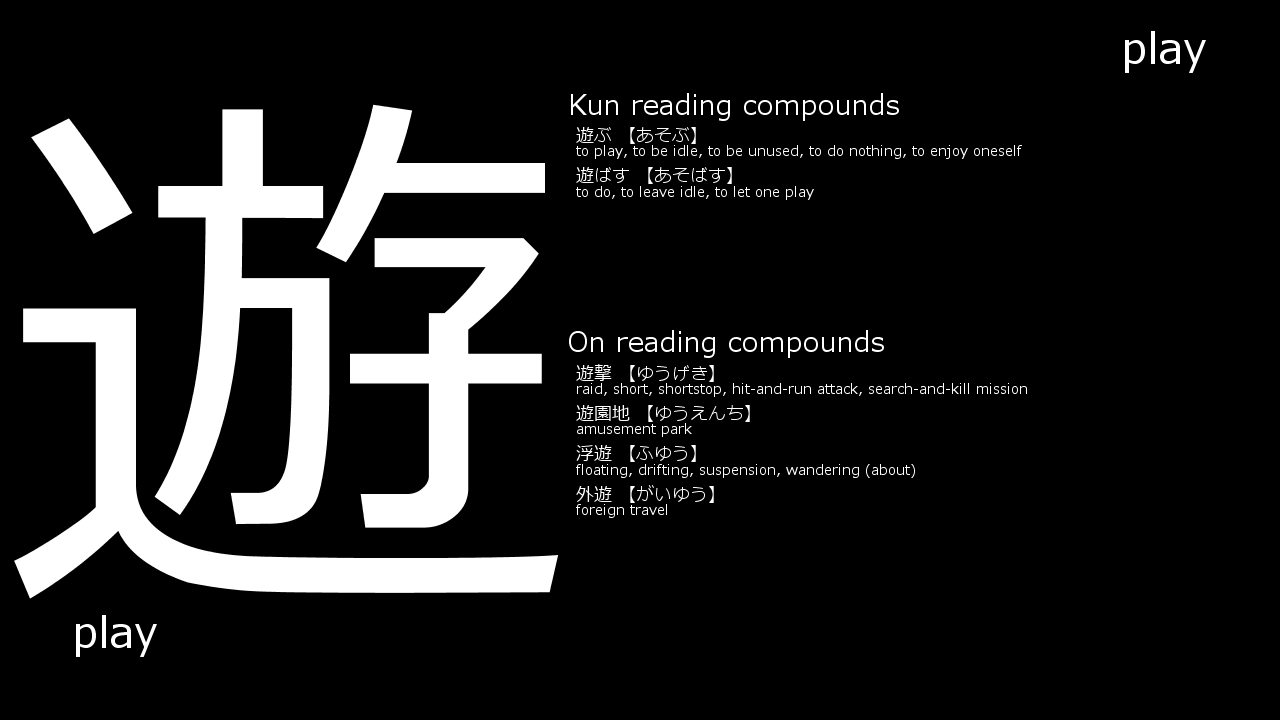 play
遊
Kun reading compounds
遊ぶ 【あそぶ】
to play, to be idle, to be unused, to do nothing, to enjoy oneself
遊ばす 【あそばす】
to do, to leave idle, to let one play
On reading compounds
遊撃 【ゆうげき】
raid, short, shortstop, hit-and-run attack, search-and-kill mission
遊園地 【ゆうえんち】
amusement park
浮遊 【ふゆう】
floating, drifting, suspension, wandering (about)
外遊 【がいゆう】
foreign travel
play